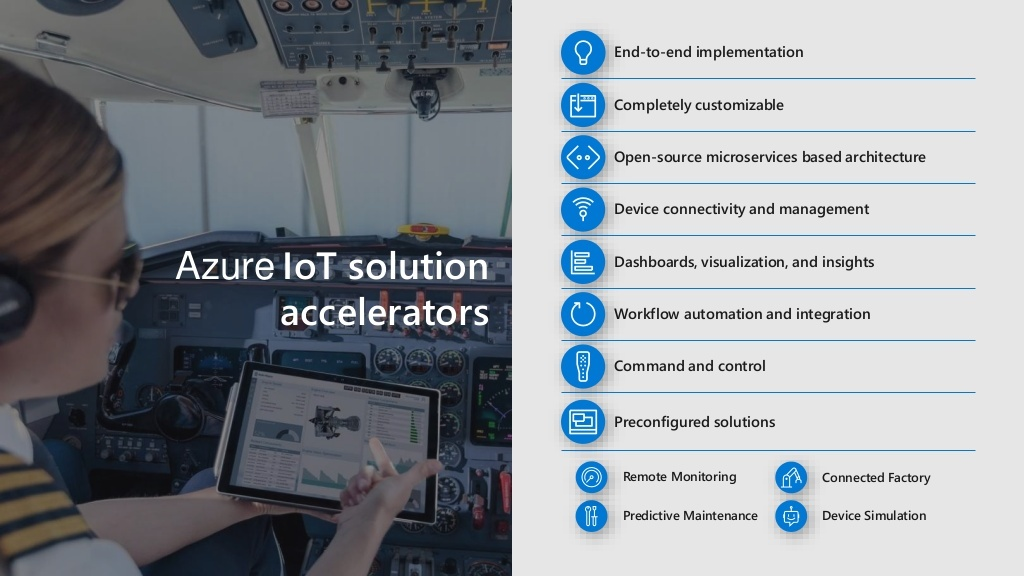 Azure IoT solution
accelerators
End-to-end implementation
Completely customizable
Open-source microservices based architecture
Device connectivity and management
Dashboards, visualization, and insights
Workflow automation and integration
Command and control
Preconfigured solutions
Remote Monitoring
Connected Factory
Predictive Maintenance
Device Simulation